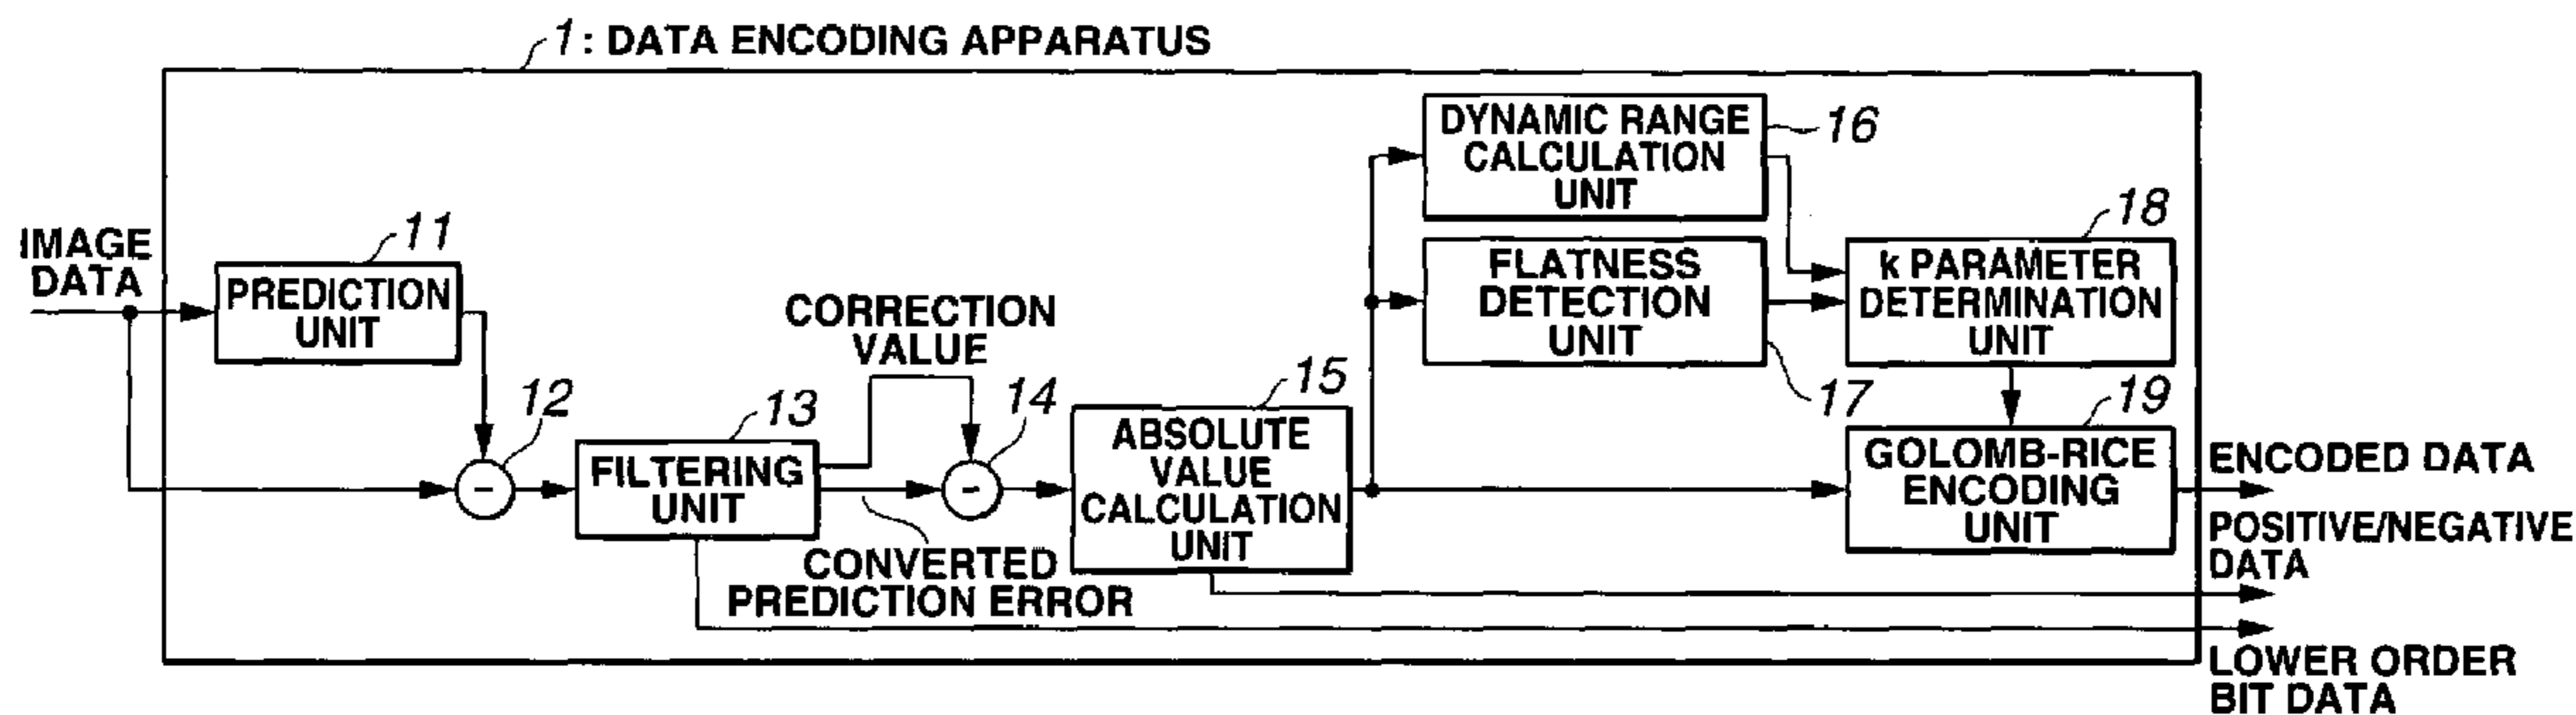 1: DATA ENCODING APPARATUS
IMAGE
DATA
11
PREDICTION
UNIT
12
13
FILTERING
UNIT
CORRECTION
VALUE
14
CONVERTED
PREDICTION ERROR
15
ABSOLUTE
VALUE
CALCULATION
UNIT
DYNAMIC RANGE
CALCULATION
UNIT
16
FLATNESS
DETECTION
UNIT
17
18
k PARAMETER
DETERMINATION
UNIT
19
GOLOMB-RICE
ENCODING
UNIT
ENCODED DATA
POSITIVE/NEGATIVE
DATA
LOWER ORDER
BIT DATA